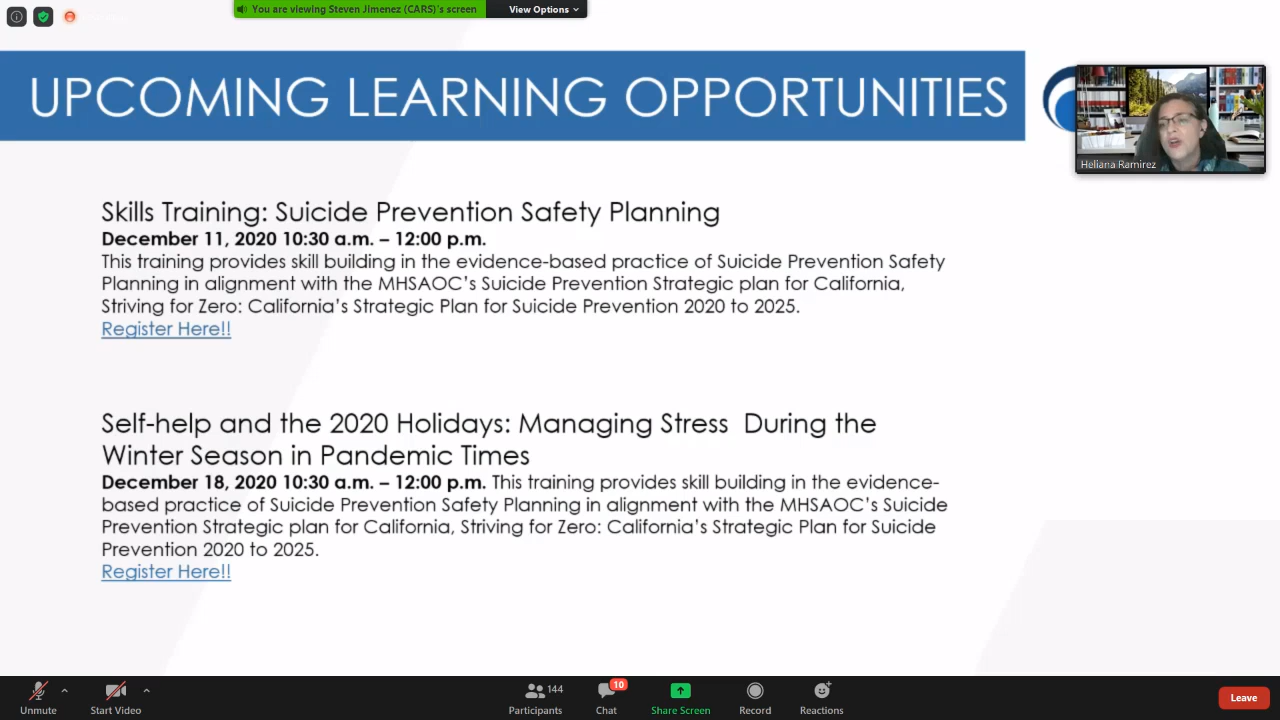 You are viewing Steven Jimenez (CARS)'s screen
View Options
UPCOMING LEARNING OPPORTUNITIES
Heliana Ramirez
Skills Training: Suicide Prevention Safety Planning
December 11, 2020 10:30 a.m. – 12:00 p.m.
This training provides skill building in the evidence-based practice of Suicide Prevention Safety
Planning in alignment with the MHSAOC's Suicide Prevention Strategic plan for California,
Striving for Zero: California's Strategic Plan for Suicide Prevention 2020 to 2025.
Register Here!!
Self-help and the 2020 Holidays: Managing Stress During the
Winter Season in Pandemic Times
December 18, 2020 10:30 a.m. – 12:00 p.m. This training provides skill building in the evidence-
based practice of Suicide Prevention Safety Planning in alignment with the MHSAOC's Suicide
Prevention Strategic plan for California, Striving for Zero: California's Strategic Plan for Suicide
Prevention 2020 to 2025.
Register Here!!
Unmute
Start Video
144
Participants
10
Chat
Share Screen
Record
Reactions
Leave